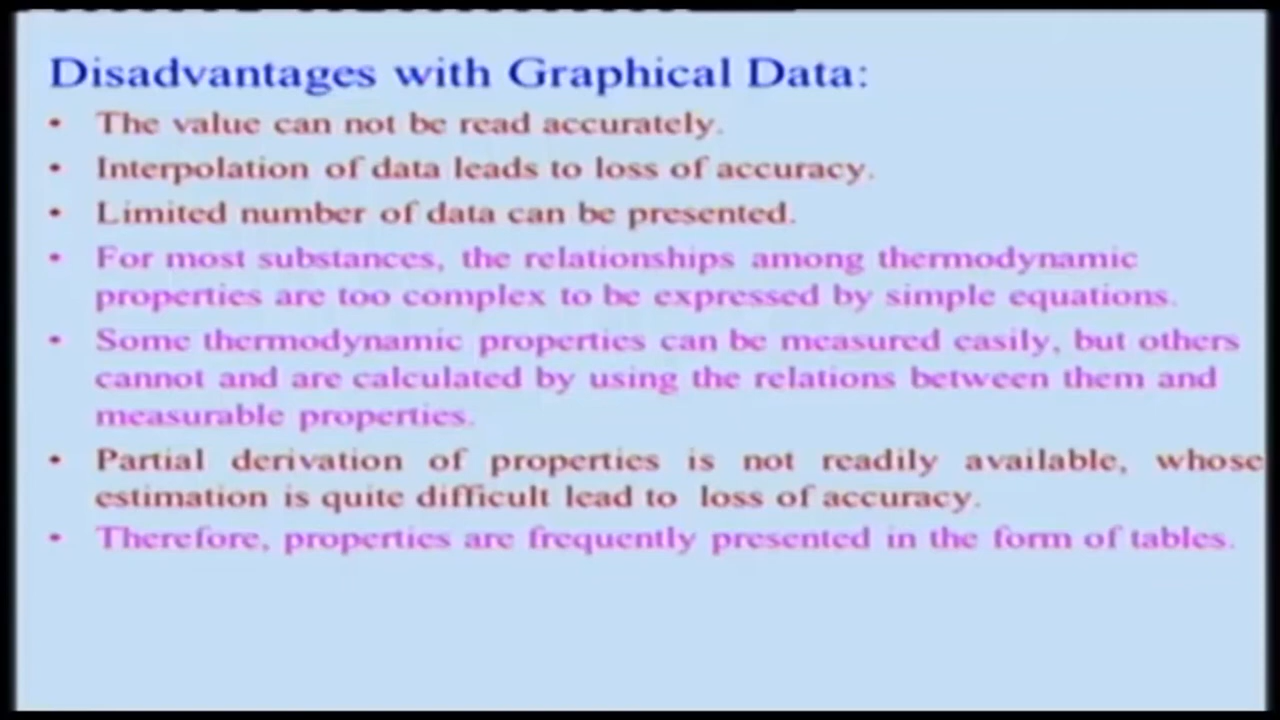 Disadvantages with Graphical Data:
• The value can not be read accurately.
• Interpolation of data leads to loss of accuracy.
• Limited number of data can be presented.
• For most substances, the relationships among thermodynamic
properties are too complex to be expressed by simple equations.
• Some thermodynamic properties can be measured easily, but others
cannot and are calculated by using the relations between them and
measurable properties.
• Partial derivation of properties is not readily available, whose
estimation is quite difficult lead to loss of accuracy.
• Therefore, properties are frequently presented in the form of tables.